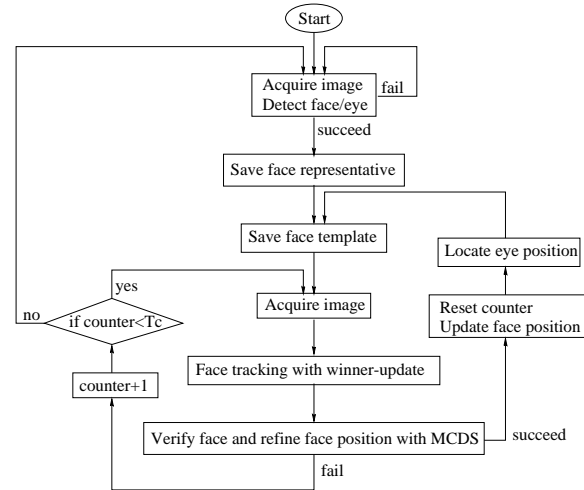 Start
Acquire image
Detect face/eye
fail
succeed
Save face representative
Save face template
Locate eye position
yes
no
if counter<Tc
Acquire image
Reset counter
Update face position
counter+1
Face tracking with winner-update
Verify face and refine face position with MCDS
succeed
fail